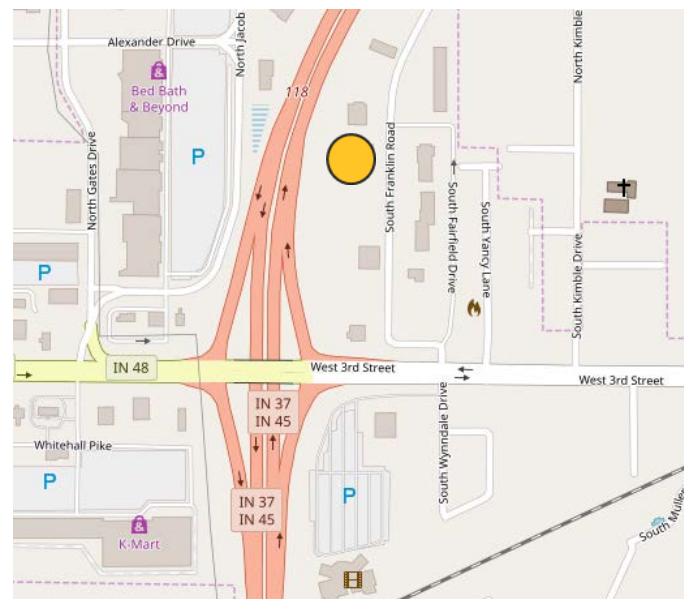 Alexander Drive
North Jacob
North Kimble
118
Bed Bath
& Beyond
P
North Gates Drive
South Franklin Road
South Fairfield Drive
South Yancy Lane
South Kimble Drive
P
IN 48
West 3rd Street
West 3rd Street
IN 37
IN 45
Whitehall Pike
South Wynndale Drive
P
IN 37
IN 45
P
K-Mart
South Muller